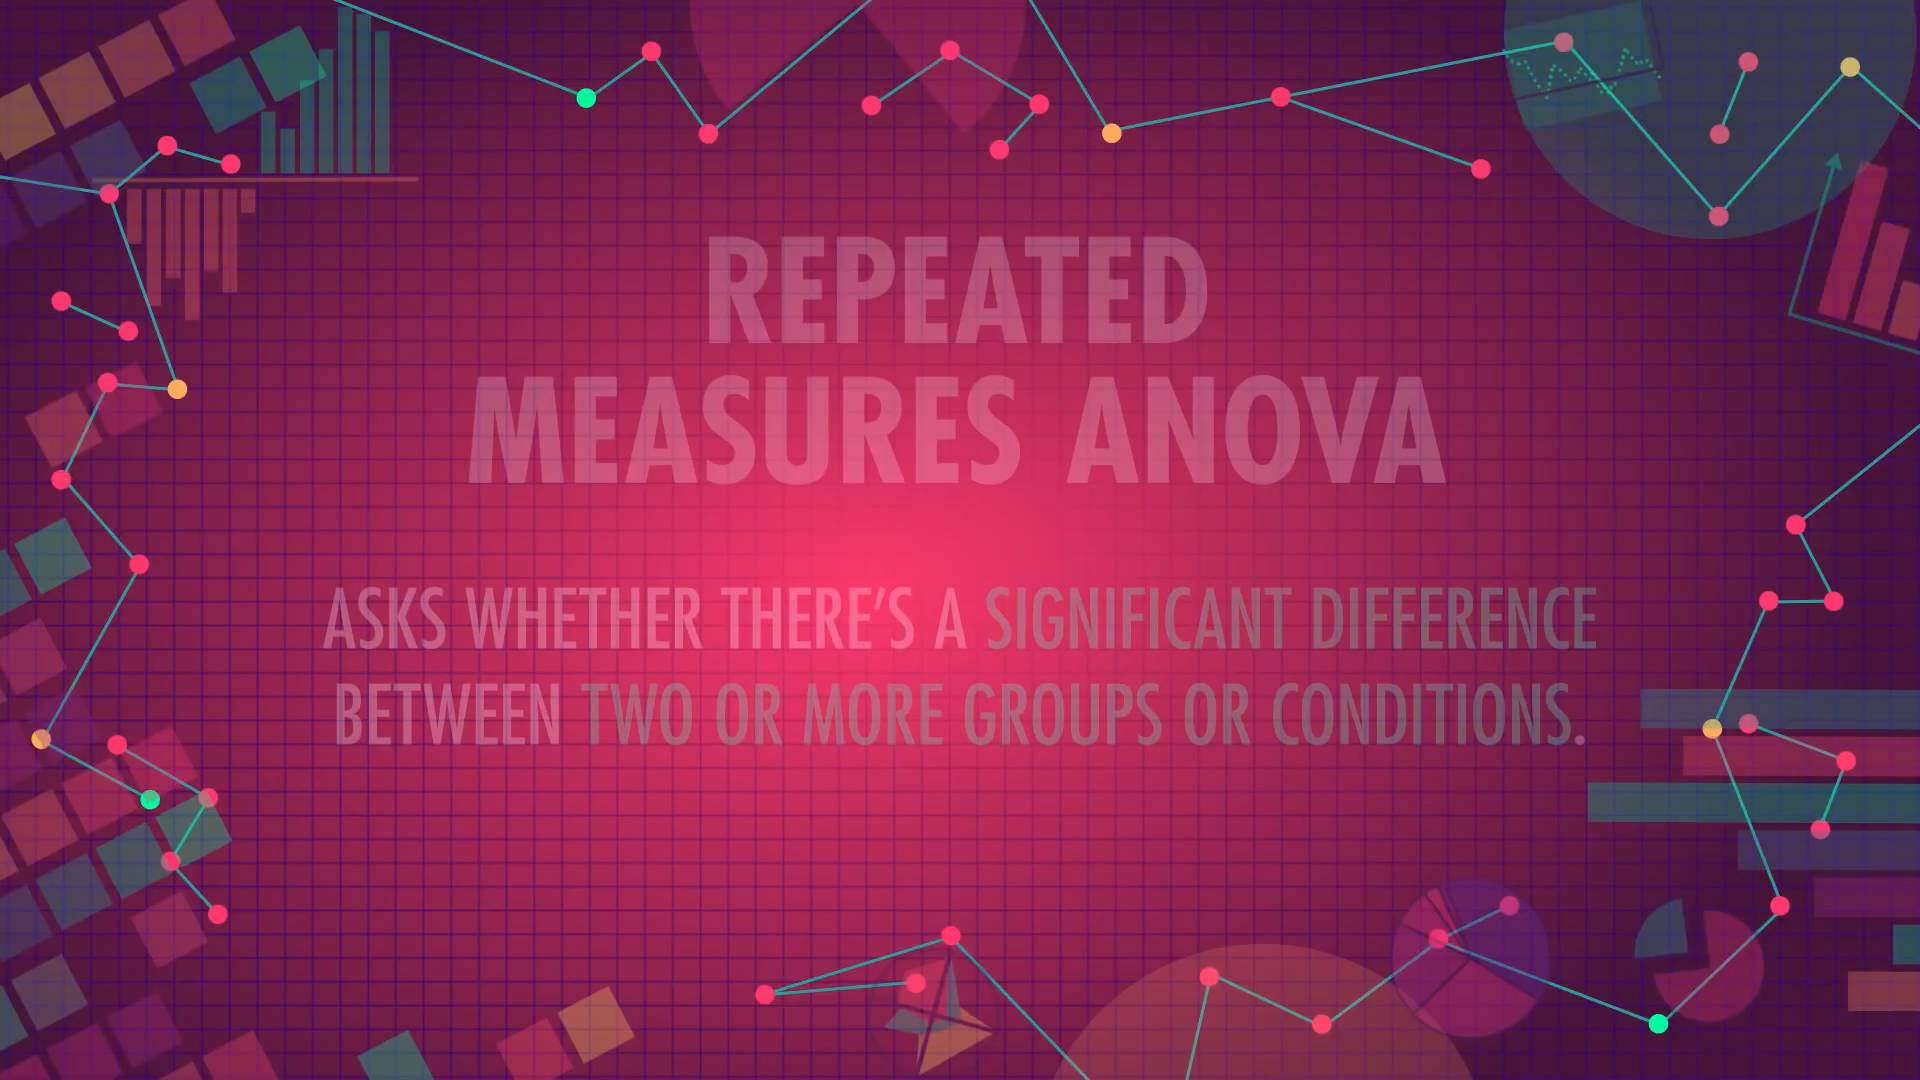 REPEATED
MEASURES ANOVA
ASKS WHETHER THERE'S A SIGNIFICANT DIFFERENCE
BETWEEN TWO OR MORE GROUPS OR CONDITIONS.